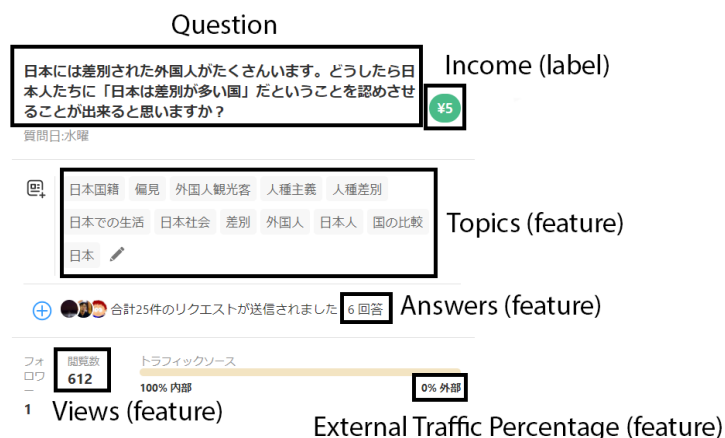 Question
日本には差別された外国人がたくさんいます。どうしたら日
本人たちに「日本は差別が多い国」だということを認めさせ
ることが出来ると思いますか？
Income (label)
¥5
質問日:水曜
日本国籍 偏見 外国人観光客 人種主義 人種差別
日本での生活 日本社会 差別 外国人 日本人 国の比較
日本
Topics (feature)
合計25件のリクエストが送信されました 6 回答
Answers (feature)
フォ
ロワ
ー
1
閲覧数
612
トラフィックソース
100% 内部
0% 外部
Views (feature)
External Traffic Percentage (feature)